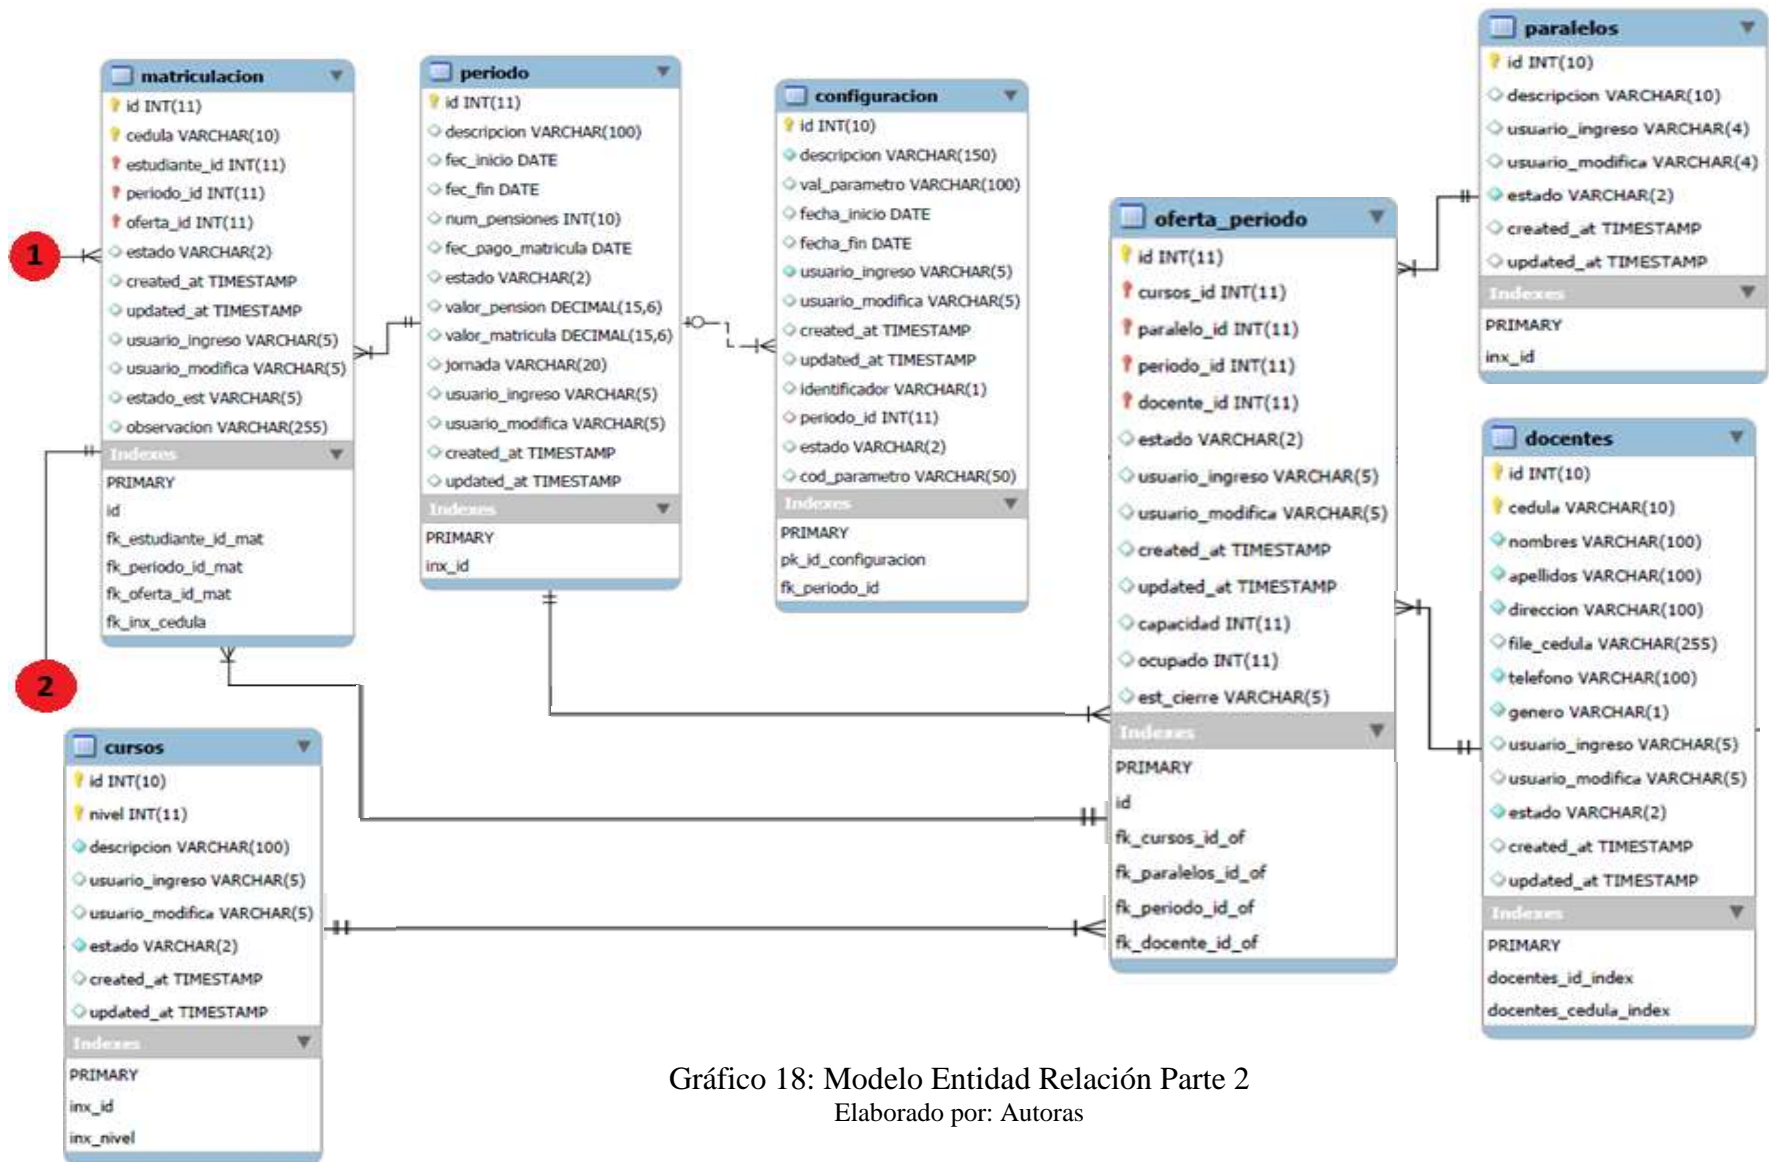 matriculacion
id INT(11)
cedula VARCHAR(10)
estudiante_id INT(11)
periodo_id INT(11)
oferta_id INT(11)
estado VARCHAR(2)
created_at TIMESTAMP
updated_at TIMESTAMP
usuario_ingreso VARCHAR(5)
usuario_modifica VARCHAR(5)
estado_est VARCHAR(5)
observacion VARCHAR(255)
Indexes
PRIMARY
id
fk_estudiante_id_mat
fk_periodo_id_mat
fk_oferta_id_mat
fk_inx_cedula
1
2
periodo
id INT(11)
descripcion VARCHAR(100)
fec_inicio DATE
fec_fin DATE
num_pensiones INT(10)
fec_pago_matricula DATE
estado VARCHAR(2)
valor_pension DECIMAL(15,6)
valor_matricula DECIMAL(15,6)
jornada VARCHAR(20)
usuario_ingreso VARCHAR(5)
usuario_modifica VARCHAR(5)
created_at TIMESTAMP
updated_at TIMESTAMP
Indexes
PRIMARY
inx_id
configuracion
id INT(10)
descripcion VARCHAR(150)
val_parametro VARCHAR(100)
fecha_inicio DATE
fecha_fin DATE
usuario_ingreso VARCHAR(5)
usuario_modifica VARCHAR(5)
created_at TIMESTAMP
updated_at TIMESTAMP
identificador VARCHAR(1)
periodo_id INT(11)
estado VARCHAR(2)
cod_parametro VARCHAR(50)
Indexes
PRIMARY
pk_id_configuracion
fk_periodo_id
oferta_periodo
id INT(11)
cursos_id INT(11)
paralelo_id INT(11)
periodo_id INT(11)
docente_id INT(11)
estado VARCHAR(2)
usuario_ingreso VARCHAR(5)
usuario_modifica VARCHAR(5)
created_at TIMESTAMP
updated_at TIMESTAMP
capacidad INT(11)
ocupado INT(11)
est_cierre VARCHAR(5)
Indexes
PRIMARY
id
fk_cursos_id_of
fk_paralelos_id_of
fk_periodo_id_of
fk_docente_id_of
paralelos
id INT(10)
descripcion VARCHAR(10)
usuario_ingreso VARCHAR(4)
usuario_modifica VARCHAR(4)
estado VARCHAR(2)
created_at TIMESTAMP
updated_at TIMESTAMP
Indexes
PRIMARY
inx_id
docentes
id INT(10)
cedula VARCHAR(10)
nombres VARCHAR(100)
apellidos VARCHAR(100)
direccion VARCHAR(100)
file_cedula VARCHAR(255)
telefono VARCHAR(100)
genero VARCHAR(1)
usuario_ingreso VARCHAR(5)
usuario_modifica VARCHAR(5)
estado VARCHAR(2)
created_at TIMESTAMP
updated_at TIMESTAMP
Indexes
PRIMARY
docentes_id_index
docentes_cedula_index
cursos
id INT(10)
nivel INT(11)
descripcion VARCHAR(100)
usuario_ingreso VARCHAR(5)
usuario_modifica VARCHAR(5)
estado VARCHAR(2)
created_at TIMESTAMP
updated_at TIMESTAMP
Indexes
PRIMARY
inx_id
inx_nivel
Gráfico 18: Modelo Entidad Relación Parte 2
Elaborado por: Autoras